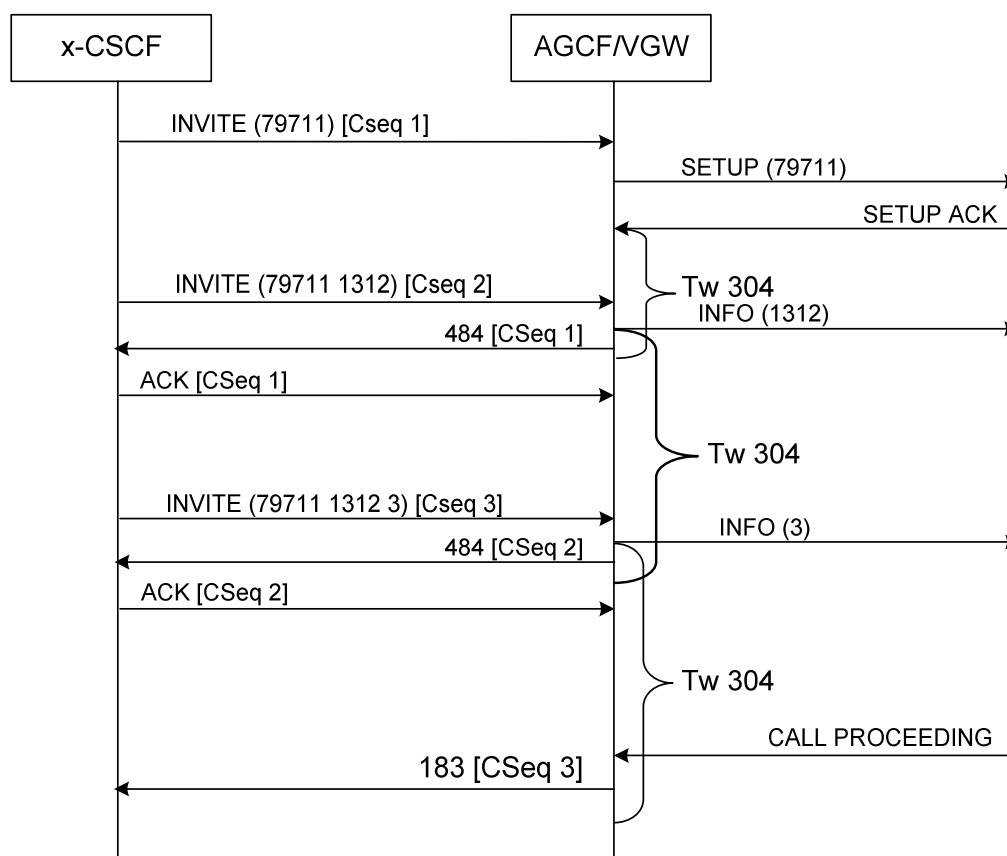 x-CSCF
AGCF/VGW
INVITE (79711) [Cseq 1]
SETUP (79711)
SETUP ACK
INVITE (79711 1312) [Cseq 2]
Tw 304
INFO (1312)
484 [CSeq 1]
ACK [CSeq 1]
Tw 304
INVITE (79711 1312 3) [Cseq 3]
INFO (3)
484 [CSeq 2]
ACK [CSeq 2]
Tw 304
CALL PROCEEDING
183 [CSeq 3]